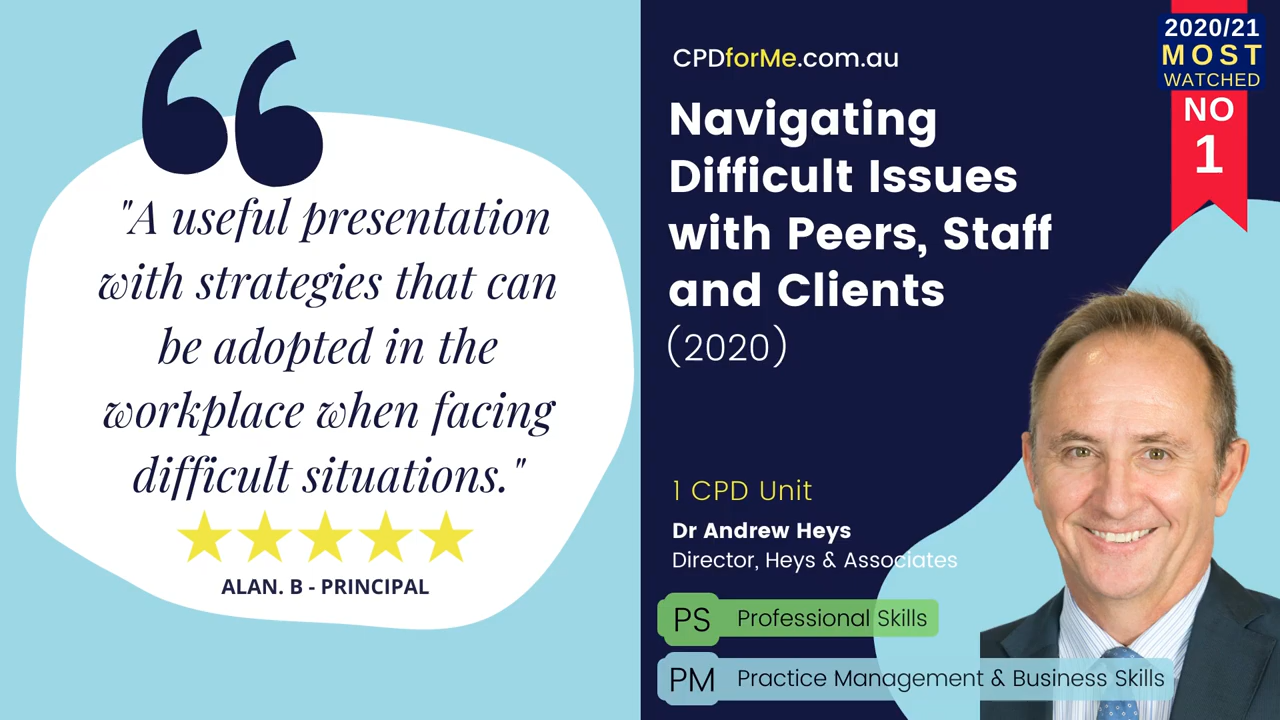 "A useful presentation
with strategies that can
be adopted in the
workplace when facing
difficult situations."
ALAN. B - PRINCIPAL
CPDforMe.com.au
Navigating
Difficult Issues
with Peers, Staff
and Clients
(2020)
1 CPD Unit
Dr Andrew Heys
Director, Heys & Associates
PS Professional Skills
PM Practice Management & Business Skills
2020/21
MOST
WATCHED
NO
1